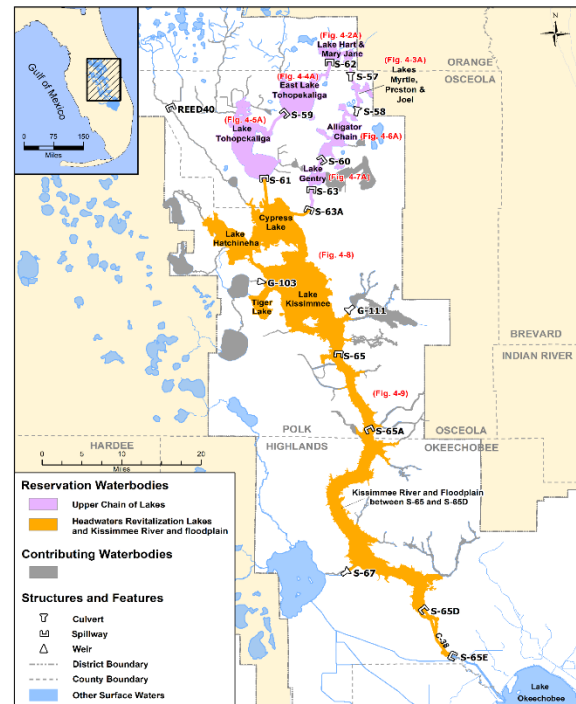 Gulf of Mexico
0 75 150
Miles
(Fig. 4-2A)
Lake Hart &
Mary Jane
S-62
(Fig. 4-3A)
S-57
Lakes
Myrtle,
Preston &
Joel
ORANGE
OSCEOLA
(Fig. 4-4A)
East Lake
Tohopekaliga
REED40
S-59
S-58
(Fig. 4-5A)
Lake
Tohopekaliga
Alligator
Chain
(Fig. 4-6A)
S-60
Lake
Gentry
(Fig. 4-7A)
S-61
S-63
S-63A
Cypress
Lake
Lake
Hatchineha
(Fig. 4-8)
G-103
Lake
Kissimmee
Tiger
Lake
G-111
BREVARD
INDIAN RIVER
S-65
(Fig. 4-9)
S-65A
POLK
HIGHLANDS
OSCEOLA
OKEECHOBEE
HARDEE
0 5 10 20
Miles
Kissimmee River and Floodplain
between S-65 and S-65D
S-67
S-65D
C-38
S-65E
Lake
Okeechobee
Reservation Waterbodies
Upper Chain of Lakes
Headwaters Revitalization Lakes
and Kissimmee River and floodplain
Contributing Waterbodies
Structures and Features
Culvert
Spillway
Weir
District Boundary
County Boundary
Other Surface Waters